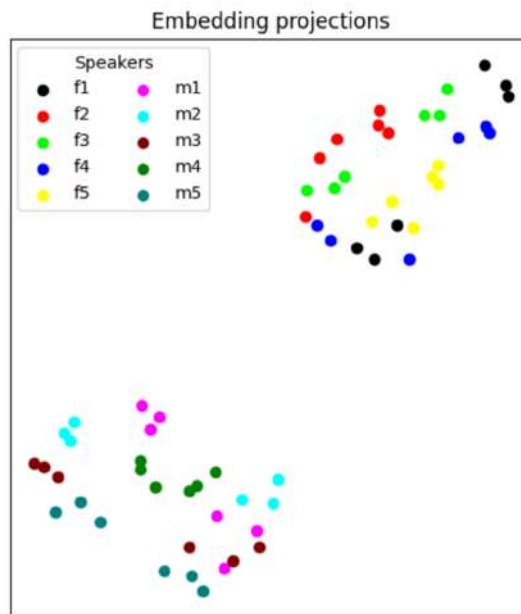 Embedding projections
Speakers
f1 m1
f2 m2
f3 m3
f4 m4
f5 m5